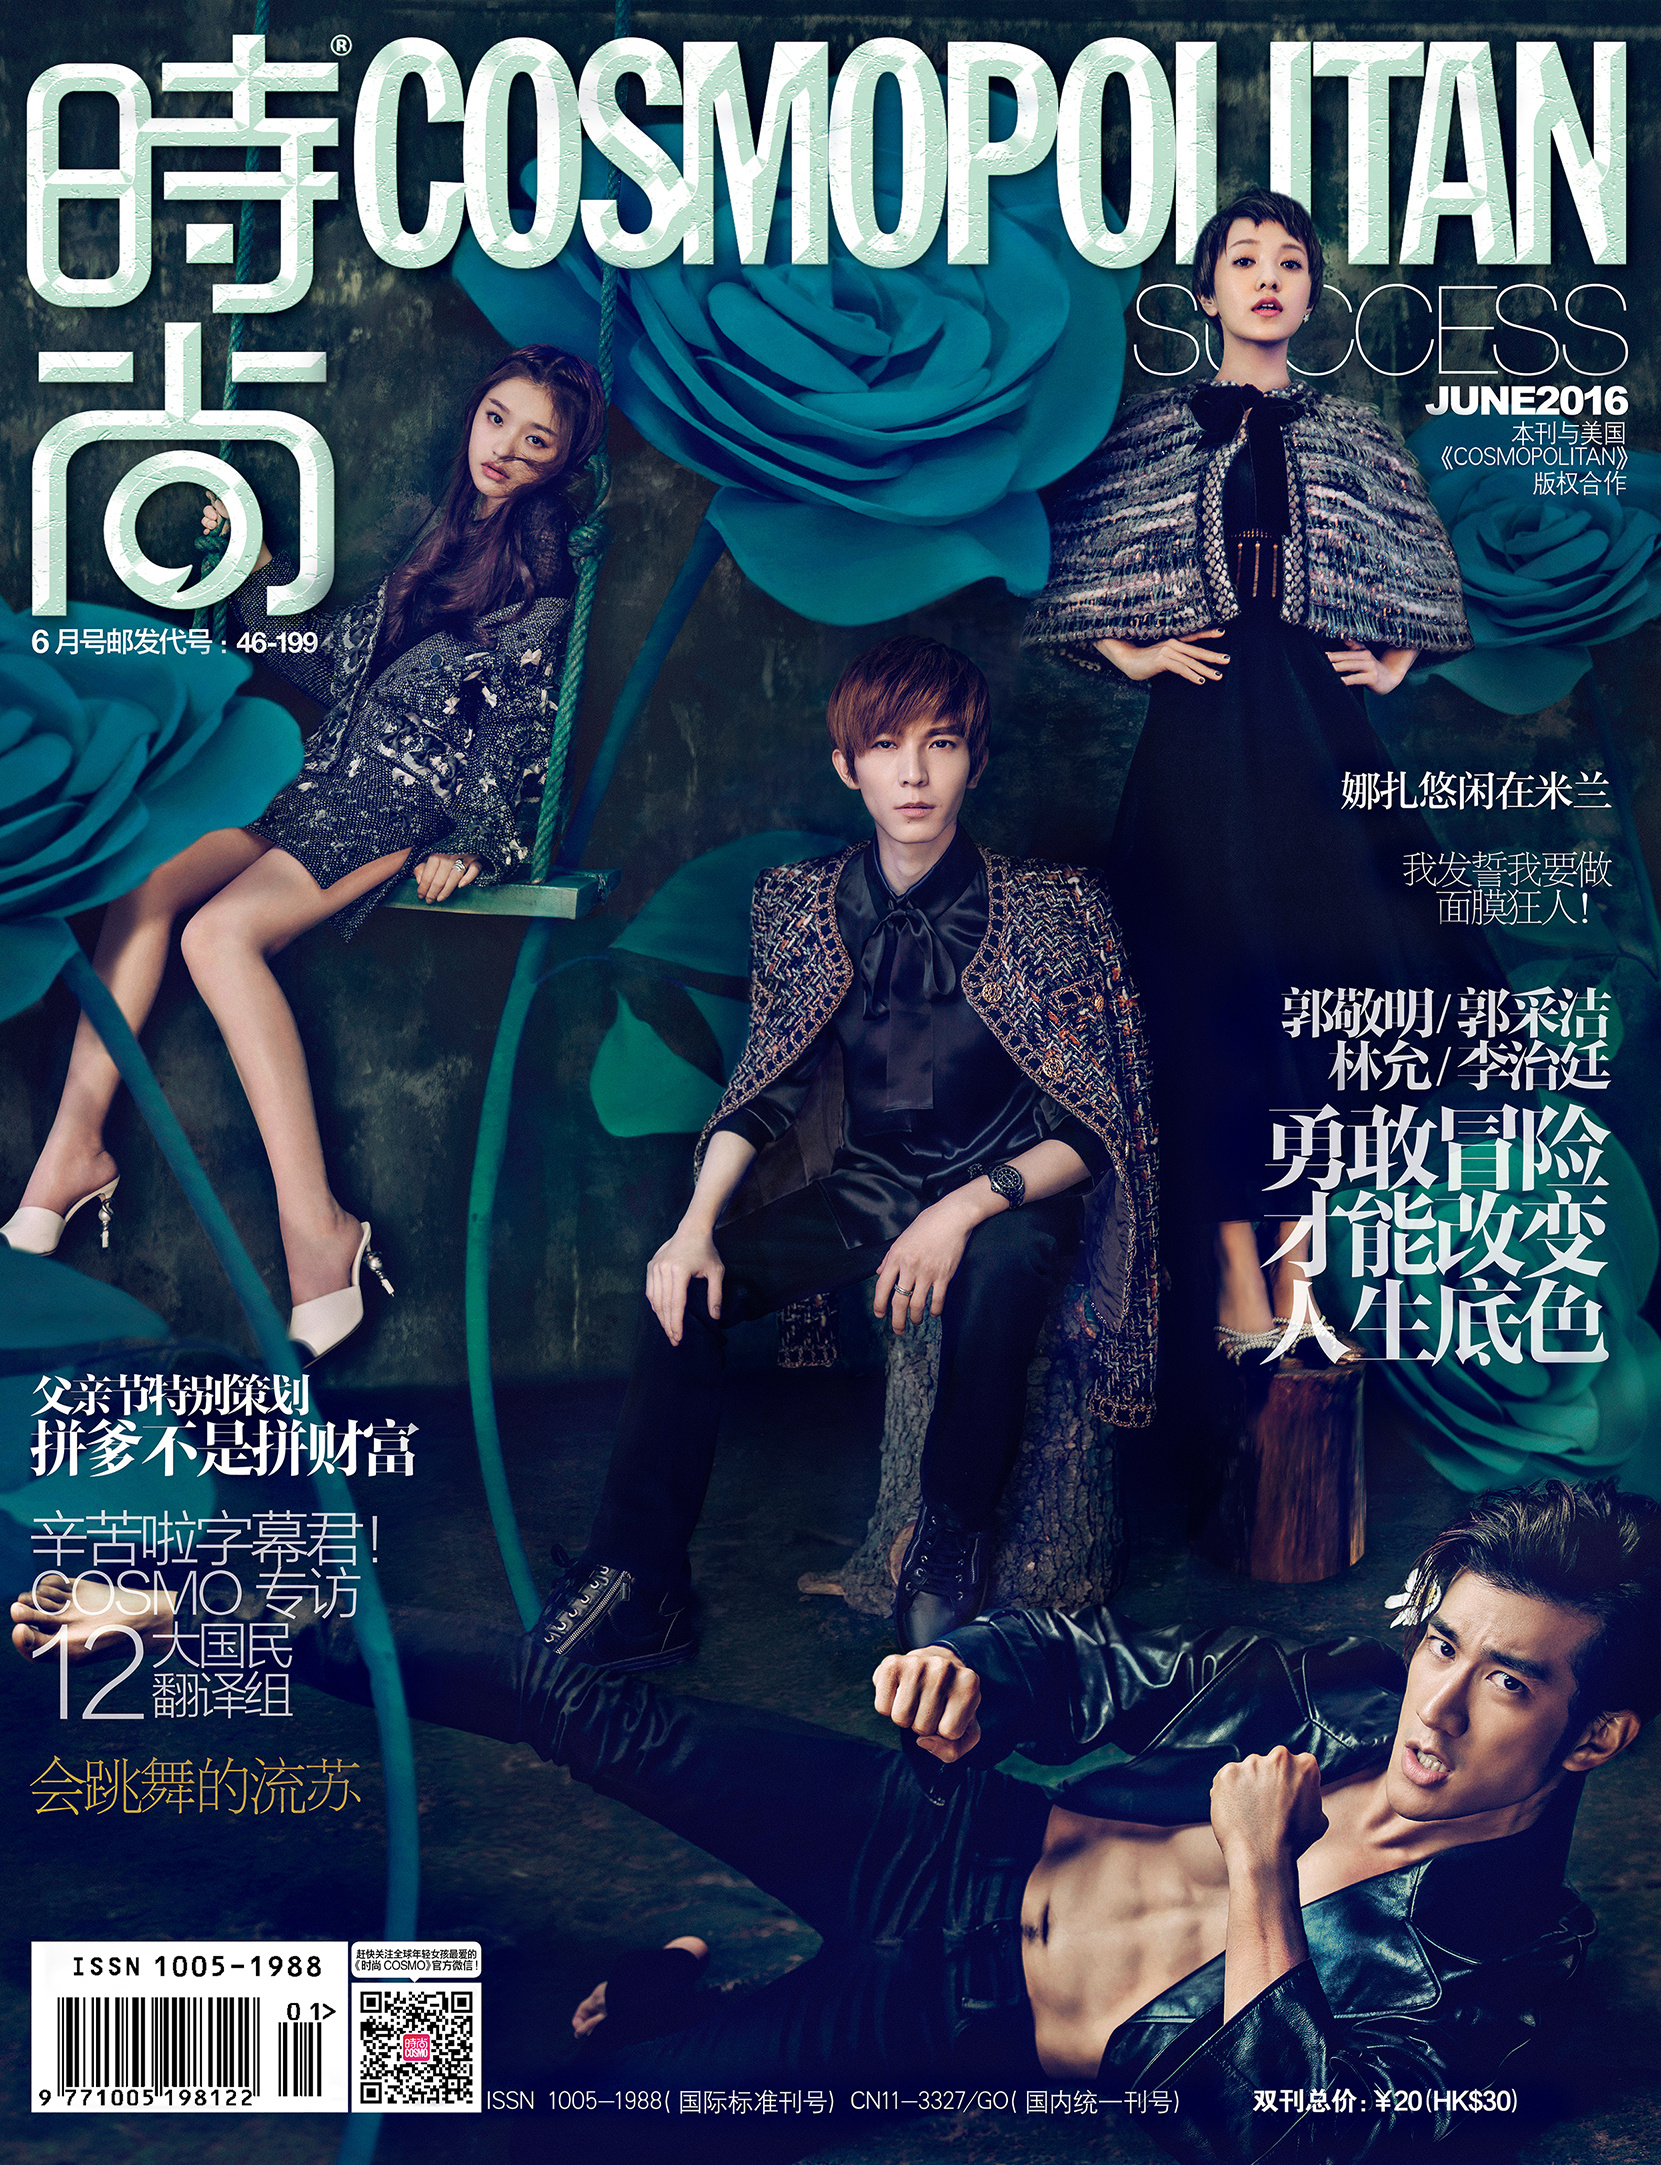 時尚
®
COSMOPOLITAN
SUCCESS
JUNE2016
本刊与美国
《COSMOPOLITAN》
版权合作
6月号邮发代号：46-199
娜扎悠闲在米兰
我发誓我要做
面膜狂人！
郭敬明/郭采洁
林允/李治廷
勇敢冒险
才能改变
人生底色
父亲节特别策划
拼爹不是拼财富
辛苦啦字幕君！
COSMO 专访
12大国民
翻译组
会跳舞的流苏
ISSN 1005-1988
01>
9 771005 198122
赶快关注全球年轻女孩最爱的
《时尚 COSMO》官方微信！
時尚
COSMO
ISSN 1005-1988(国际标准刊号) CN11-3327/GO(国内统一刊号)
双刊总价：¥20(HK$30)